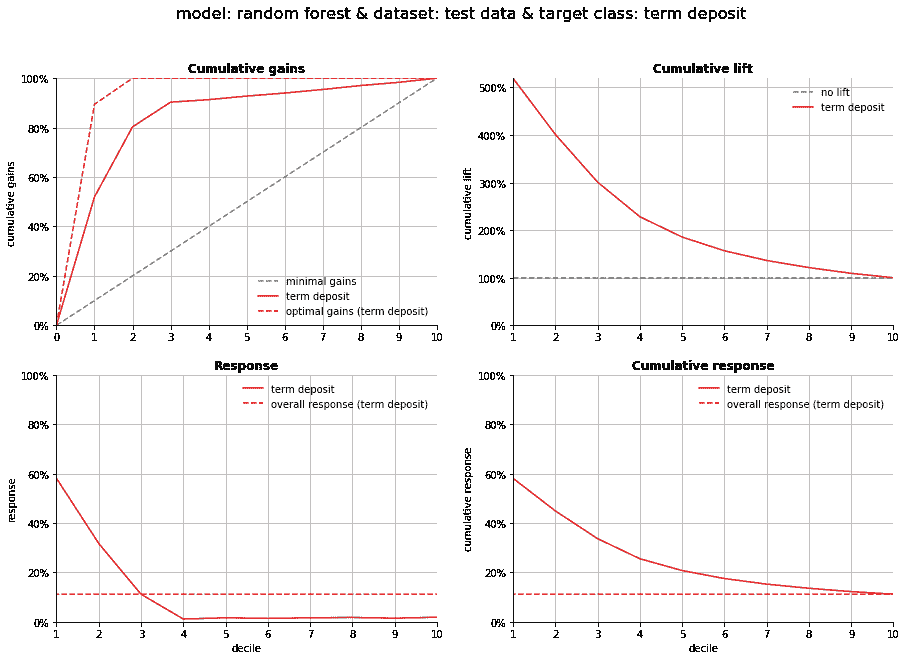 model: random forest & dataset: test data & target class: term deposit
Cumulative gains
cumulative gains
100%
80%
60%
40%
20%
0%
0 1 2 3 4 5 6 7 8 9 10
minimal gains
term deposit
optimal gains (term deposit)
Cumulative lift
cumulative lift
500%
400%
300%
200%
100%
0%
1 2 3 4 5 6 7 8 9 10
no lift
term deposit
Response
response
100%
80%
60%
40%
20%
0%
1 2 3 4 5 6 7 8 9 10
decile
term deposit
overall response (term deposit)
Cumulative response
cumulative response
100%
80%
60%
40%
20%
0%
1 2 3 4 5 6 7 8 9 10
decile
term deposit
overall response (term deposit)